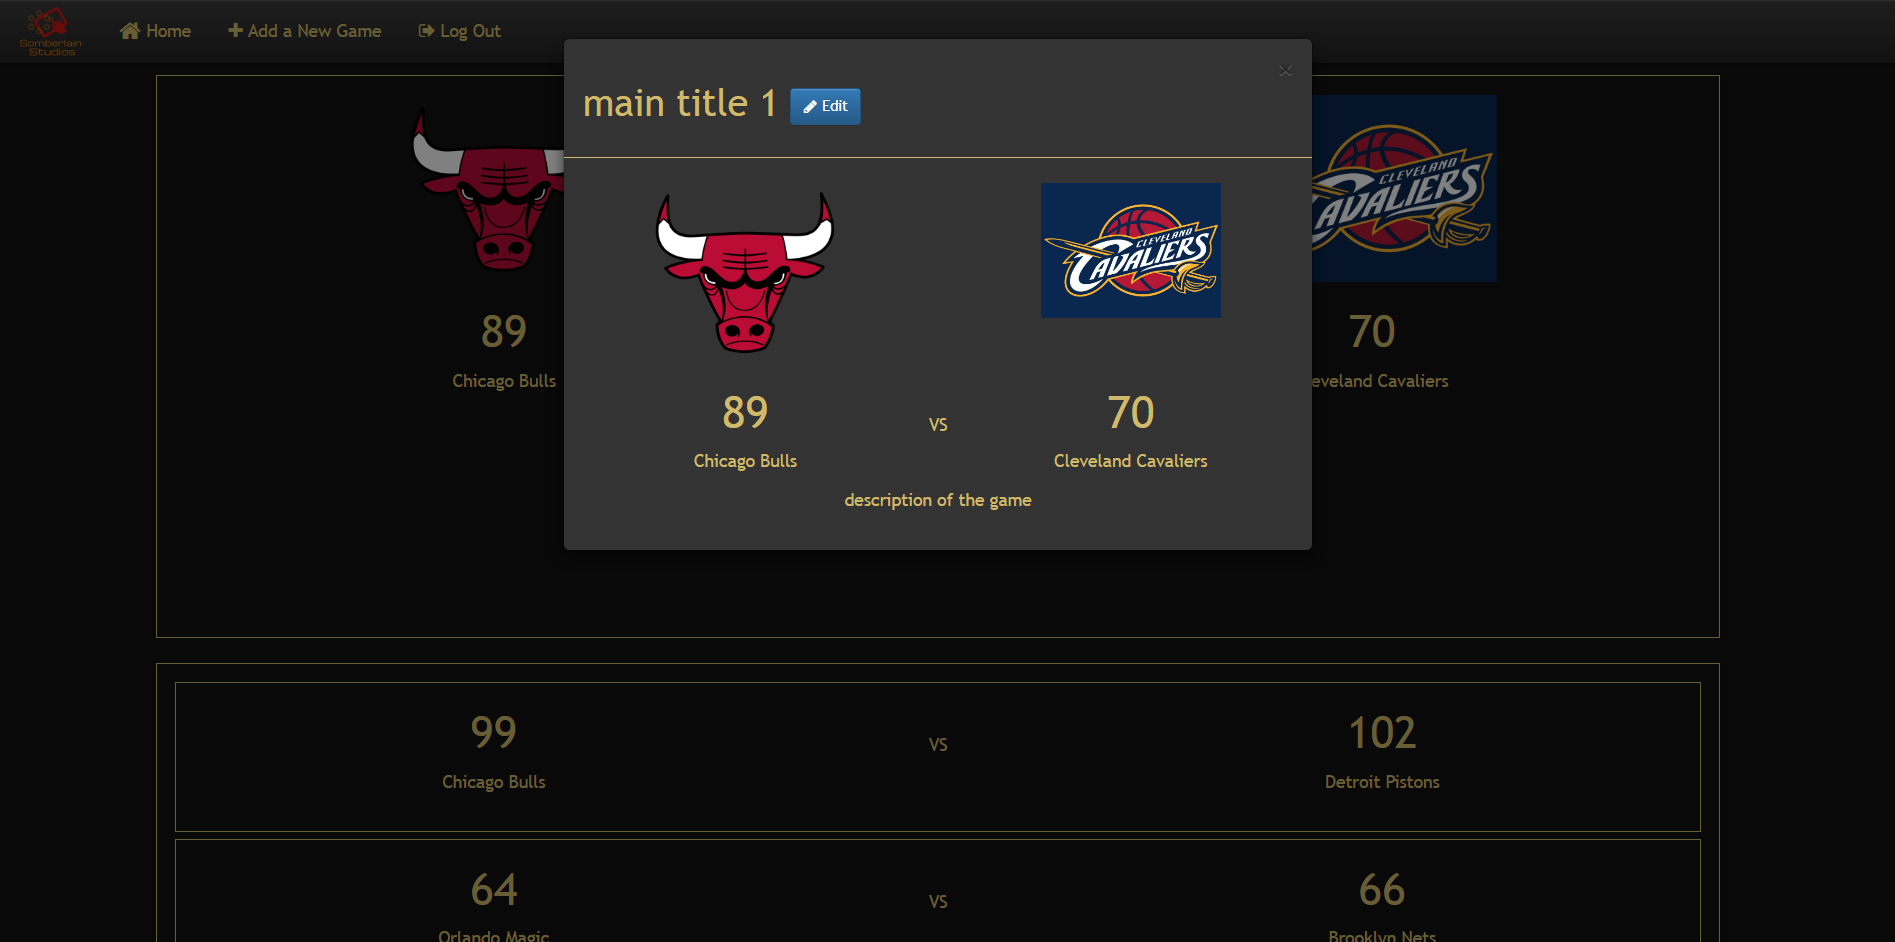 Somberlain
Studios
Home
Add a New Game
Log Out
×
main title 1
Edit
CLEVELAND
CAVALIERS
CLEVELAND
AVALIERS
89
70
Chicago Bulls
eveland Cavaliers
89
VS
70
Chicago Bulls
Cleveland Cavaliers
description of the game
99
VS
102
Chicago Bulls
Detroit Pistons
64
VS
66
Orlando Magic
Brooklyn Nets